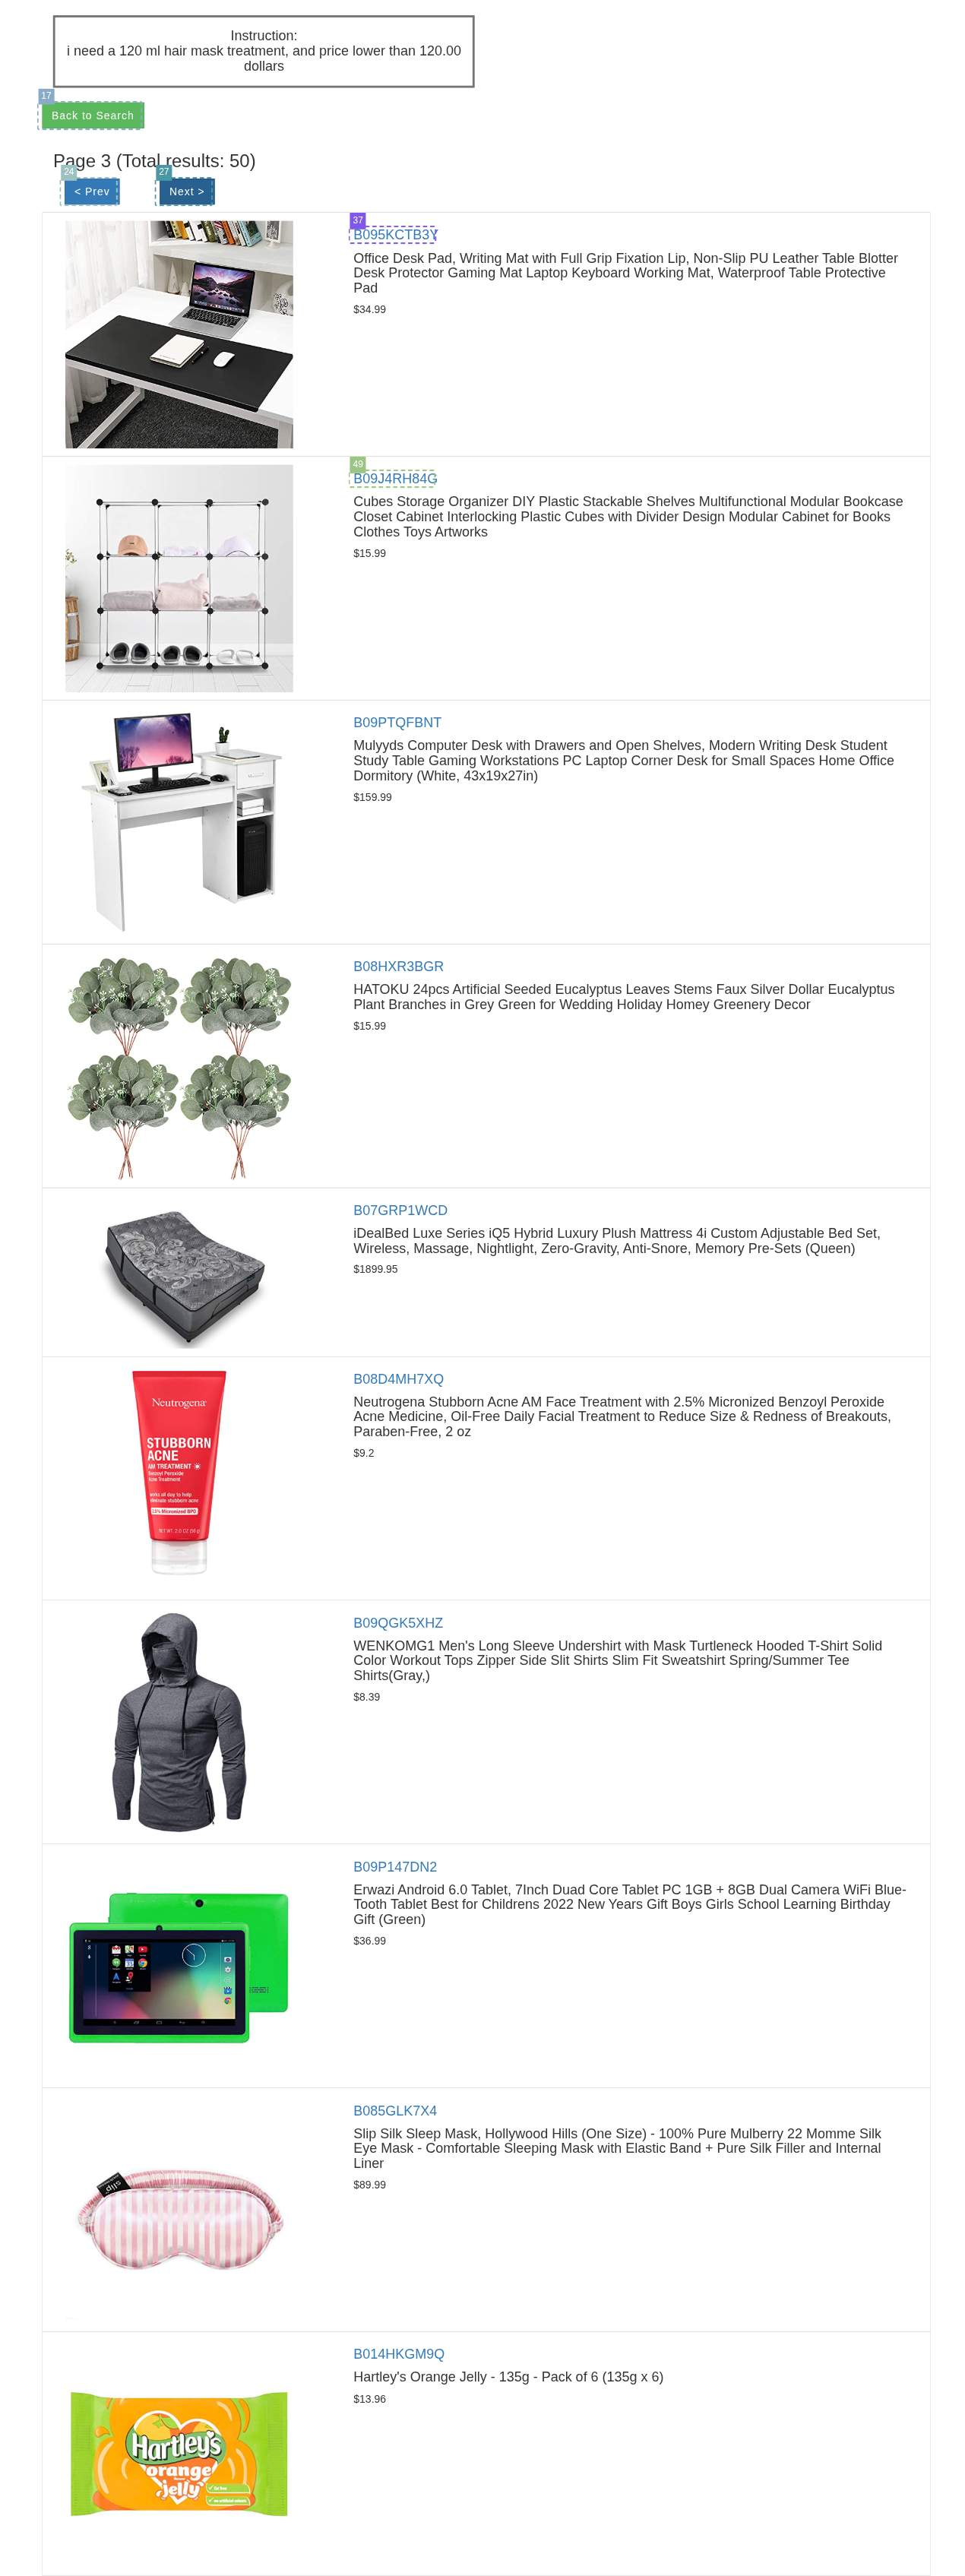 Instruction:
i need a 120 ml hair mask treatment, and price lower than 120.00
dollars
17
Back to Search
Page 3 (Total results: 50)
24
27
< Prev
Next >
37
B095KCTB3Y
Office Desk Pad, Writing Mat with Full Grip Fixation Lip, Non-Slip PU Leather Table Blotter
Desk Protector Gaming Mat Laptop Keyboard Working Mat, Waterproof Table Protective
Pad
$34.99
49
B09J4RH84G
Cubes Storage Organizer DIY Plastic Stackable Shelves Multifunctional Modular Bookcase
Closet Cabinet Interlocking Plastic Cubes with Divider Design Modular Cabinet for Books
Clothes Toys Artworks
$15.99
B09PTQFBNT
Mulyyds Computer Desk with Drawers and Open Shelves, Modern Writing Desk Student
Study Table Gaming Workstations PC Laptop Corner Desk for Small Spaces Home Office
Dormitory (White, 43x19x27in)
$159.99
B08HXR3BGR
HATOKU 24pcs Artificial Seeded Eucalyptus Leaves Stems Faux Silver Dollar Eucalyptus
Plant Branches in Grey Green for Wedding Holiday Homey Greenery Decor
$15.99
B07GRP1WCD
iDealBed Luxe Series iQ5 Hybrid Luxury Plush Mattress 4i Custom Adjustable Bed Set,
Wireless, Massage, Nightlight, Zero-Gravity, Anti-Snore, Memory Pre-Sets (Queen)
$1899.95
Neutrogena
STUBBORN
ACNE
AM TREATMENT
Benzoyl Peroxide
Acne Treatment
works all day to help
eliminate stubborn acne
2.5% Micronized BPO
B08D4MH7XQ
Neutrogena Stubborn Acne AM Face Treatment with 2.5% Micronized Benzoyl Peroxide
Acne Medicine, Oil-Free Daily Facial Treatment to Reduce Size & Redness of Breakouts,
Paraben-Free, 2 oz
$9.2
B09QGK5XHZ
WENKOMG1 Men's Long Sleeve Undershirt with Mask Turtleneck Hooded T-Shirt Solid
Color Workout Tops Zipper Side Slit Shirts Slim Fit Sweatshirt Spring/Summer Tee
Shirts(Gray,)
$8.39
B09P147DN2
Erwazi Android 6.0 Tablet, 7Inch Duad Core Tablet PC 1GB + 8GB Dual Camera WiFi Blue-
Tooth Tablet Best for Childrens 2022 New Years Gift Boys Girls School Learning Birthday
Gift (Green)
$36.99
slip
B085GLK7X4
Slip Silk Sleep Mask, Hollywood Hills (One Size) - 100% Pure Mulberry 22 Momme Silk
Eye Mask - Comfortable Sleeping Mask with Elastic Band + Pure Silk Filler and Internal
Liner
$89.99
Hartley's
orange
jelly
B014HKGM9Q
Hartley's Orange Jelly - 135g - Pack of 6 (135g x 6)
$13.96